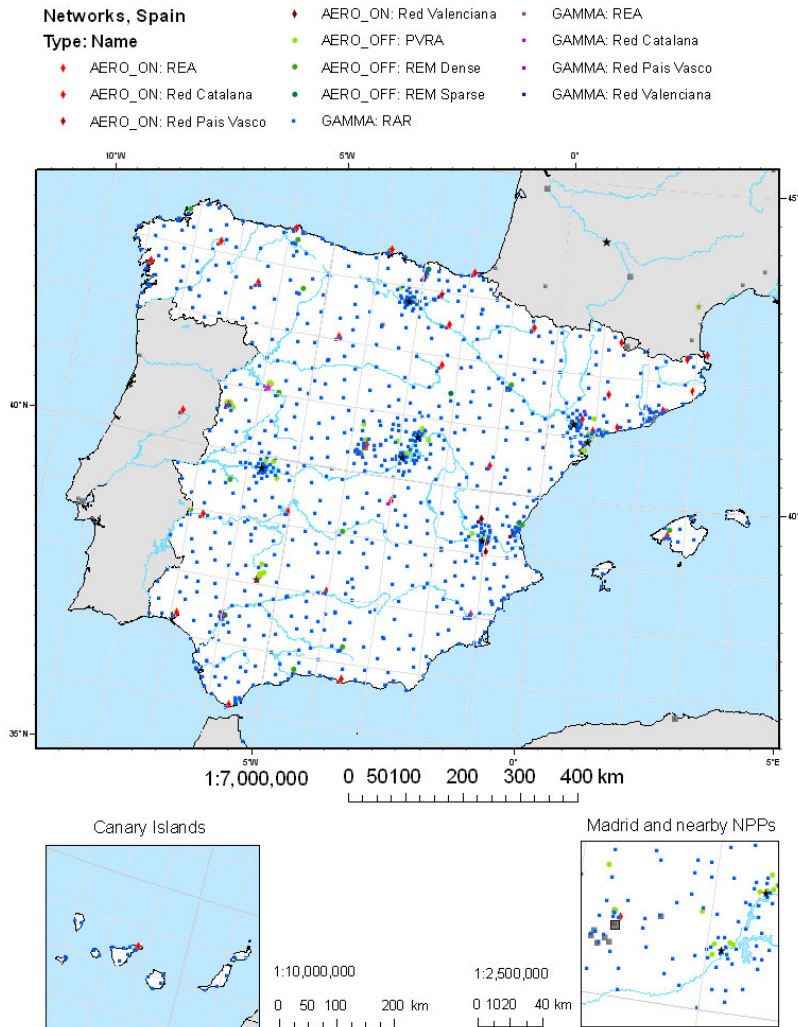 Networks, Spain
Type: Name
AERO_ON: REA
AERO_ON: Red Catalana
AERO_ON: Red Pais Vasco
AERO_ON: Red Valenciana
AERO_OFF: PVRA
AERO_OFF: REM Dense
AERO_OFF: REM Sparse
GAMMA: RAR
GAMMA: REA
GAMMA: Red Catalana
GAMMA: Red Pais Vasco
GAMMA: Red Valenciana
10°W 5°W 0°
45°
40°N
40°
35°N
5°W 0° 5°E
1:7,000,000 0 50100 200 300 400 km
Canary Islands
Madrid and nearby NPPs
1:10,000,000
0 50 100 200 km
1:2,500,000
0 1020 40 km